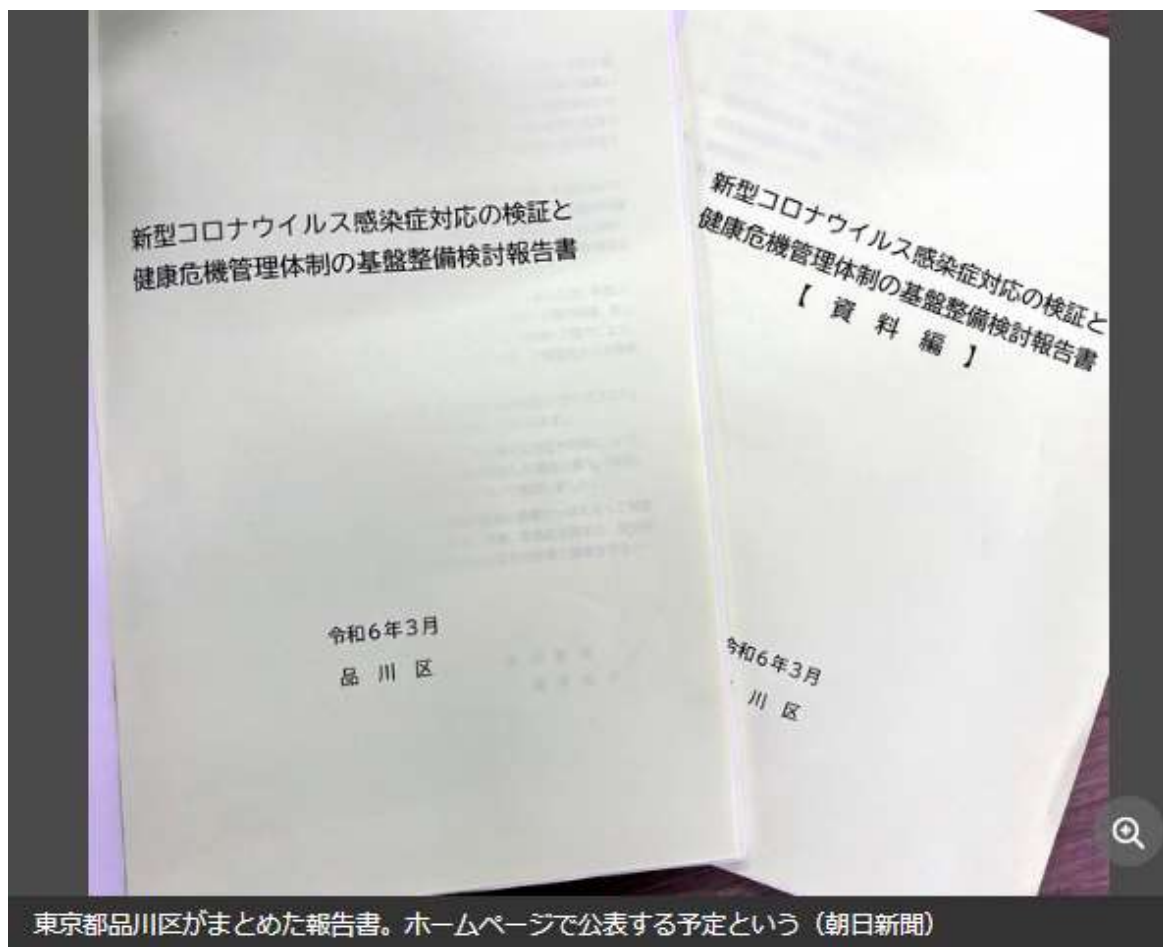 新型コロナウイルス感染症対応の検証と
健康危機管理体制の基盤整備検討報告書
令和6年3月
品川区
新型コロナウイルス感染症対応の検証と
健康危機管理体制の基盤整備検討報告書
【資料編】
令和6年3月
川区
東京都品川区がまとめた報告書。ホームページで公表する予定という（朝日新聞）